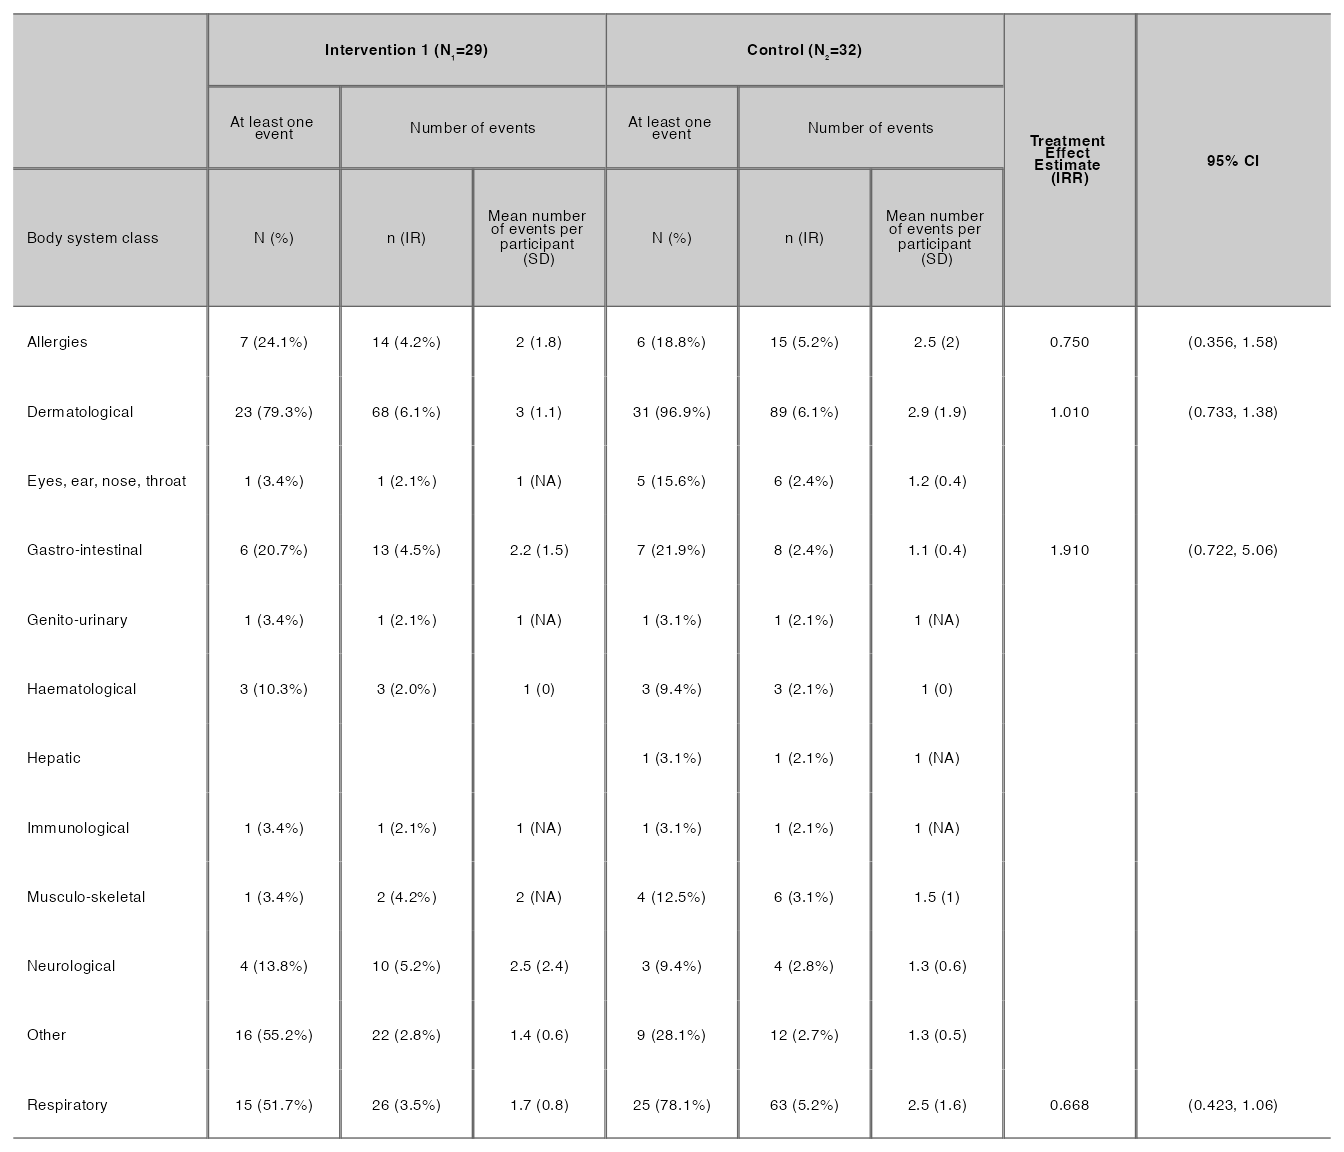 Intervention 1 (N1=29) Control (N2=32)
At least one event Number of events At least one event Number of events Treatment Effect Estimate (IRR) 95% CI
Body system class N (%) n (IR) Mean number of events per participant (SD) N (%) n (IR) Mean number of events per participant (SD)
Allergies 7 (24.1%) 14 (4.2%) 2 (1.8) 6 (18.8%) 15 (5.2%) 2.5 (2) 0.750 (0.356, 1.58)
Dermatological 23 (79.3%) 68 (6.1%) 3 (1.1) 31 (96.9%) 89 (6.1%) 2.9 (1.9) 1.010 (0.733, 1.38)
Eyes, ear, nose, throat 1 (3.4%) 1 (2.1%) 1 (NA) 5 (15.6%) 6 (2.4%) 1.2 (0.4)
Gastro-intestinal 6 (20.7%) 13 (4.5%) 2.2 (1.5) 7 (21.9%) 8 (2.4%) 1.1 (0.4) 1.910 (0.722, 5.06)
Genito-urinary 1 (3.4%) 1 (2.1%) 1 (NA) 1 (3.1%) 1 (2.1%) 1 (NA)
Haematological 3 (10.3%) 3 (2.0%) 1 (0) 3 (9.4%) 3 (2.1%) 1 (0)
Hepatic 1 (3.1%) 1 (2.1%) 1 (NA)
Immunological 1 (3.4%) 1 (2.1%) 1 (NA) 1 (3.1%) 1 (2.1%) 1 (NA)
Musculo-skeletal 1 (3.4%) 2 (4.2%) 2 (NA) 4 (12.5%) 6 (3.1%) 1.5 (1)
Neurological 4 (13.8%) 10 (5.2%) 2.5 (2.4) 3 (9.4%) 4 (2.8%) 1.3 (0.6)
Other 16 (55.2%) 22 (2.8%) 1.4 (0.6) 9 (28.1%) 12 (2.7%) 1.3 (0.5)
Respiratory 15 (51.7%) 26 (3.5%) 1.7 (0.8) 25 (78.1%) 63 (5.2%) 2.5 (1.6) 0.668 (0.423, 1.06)